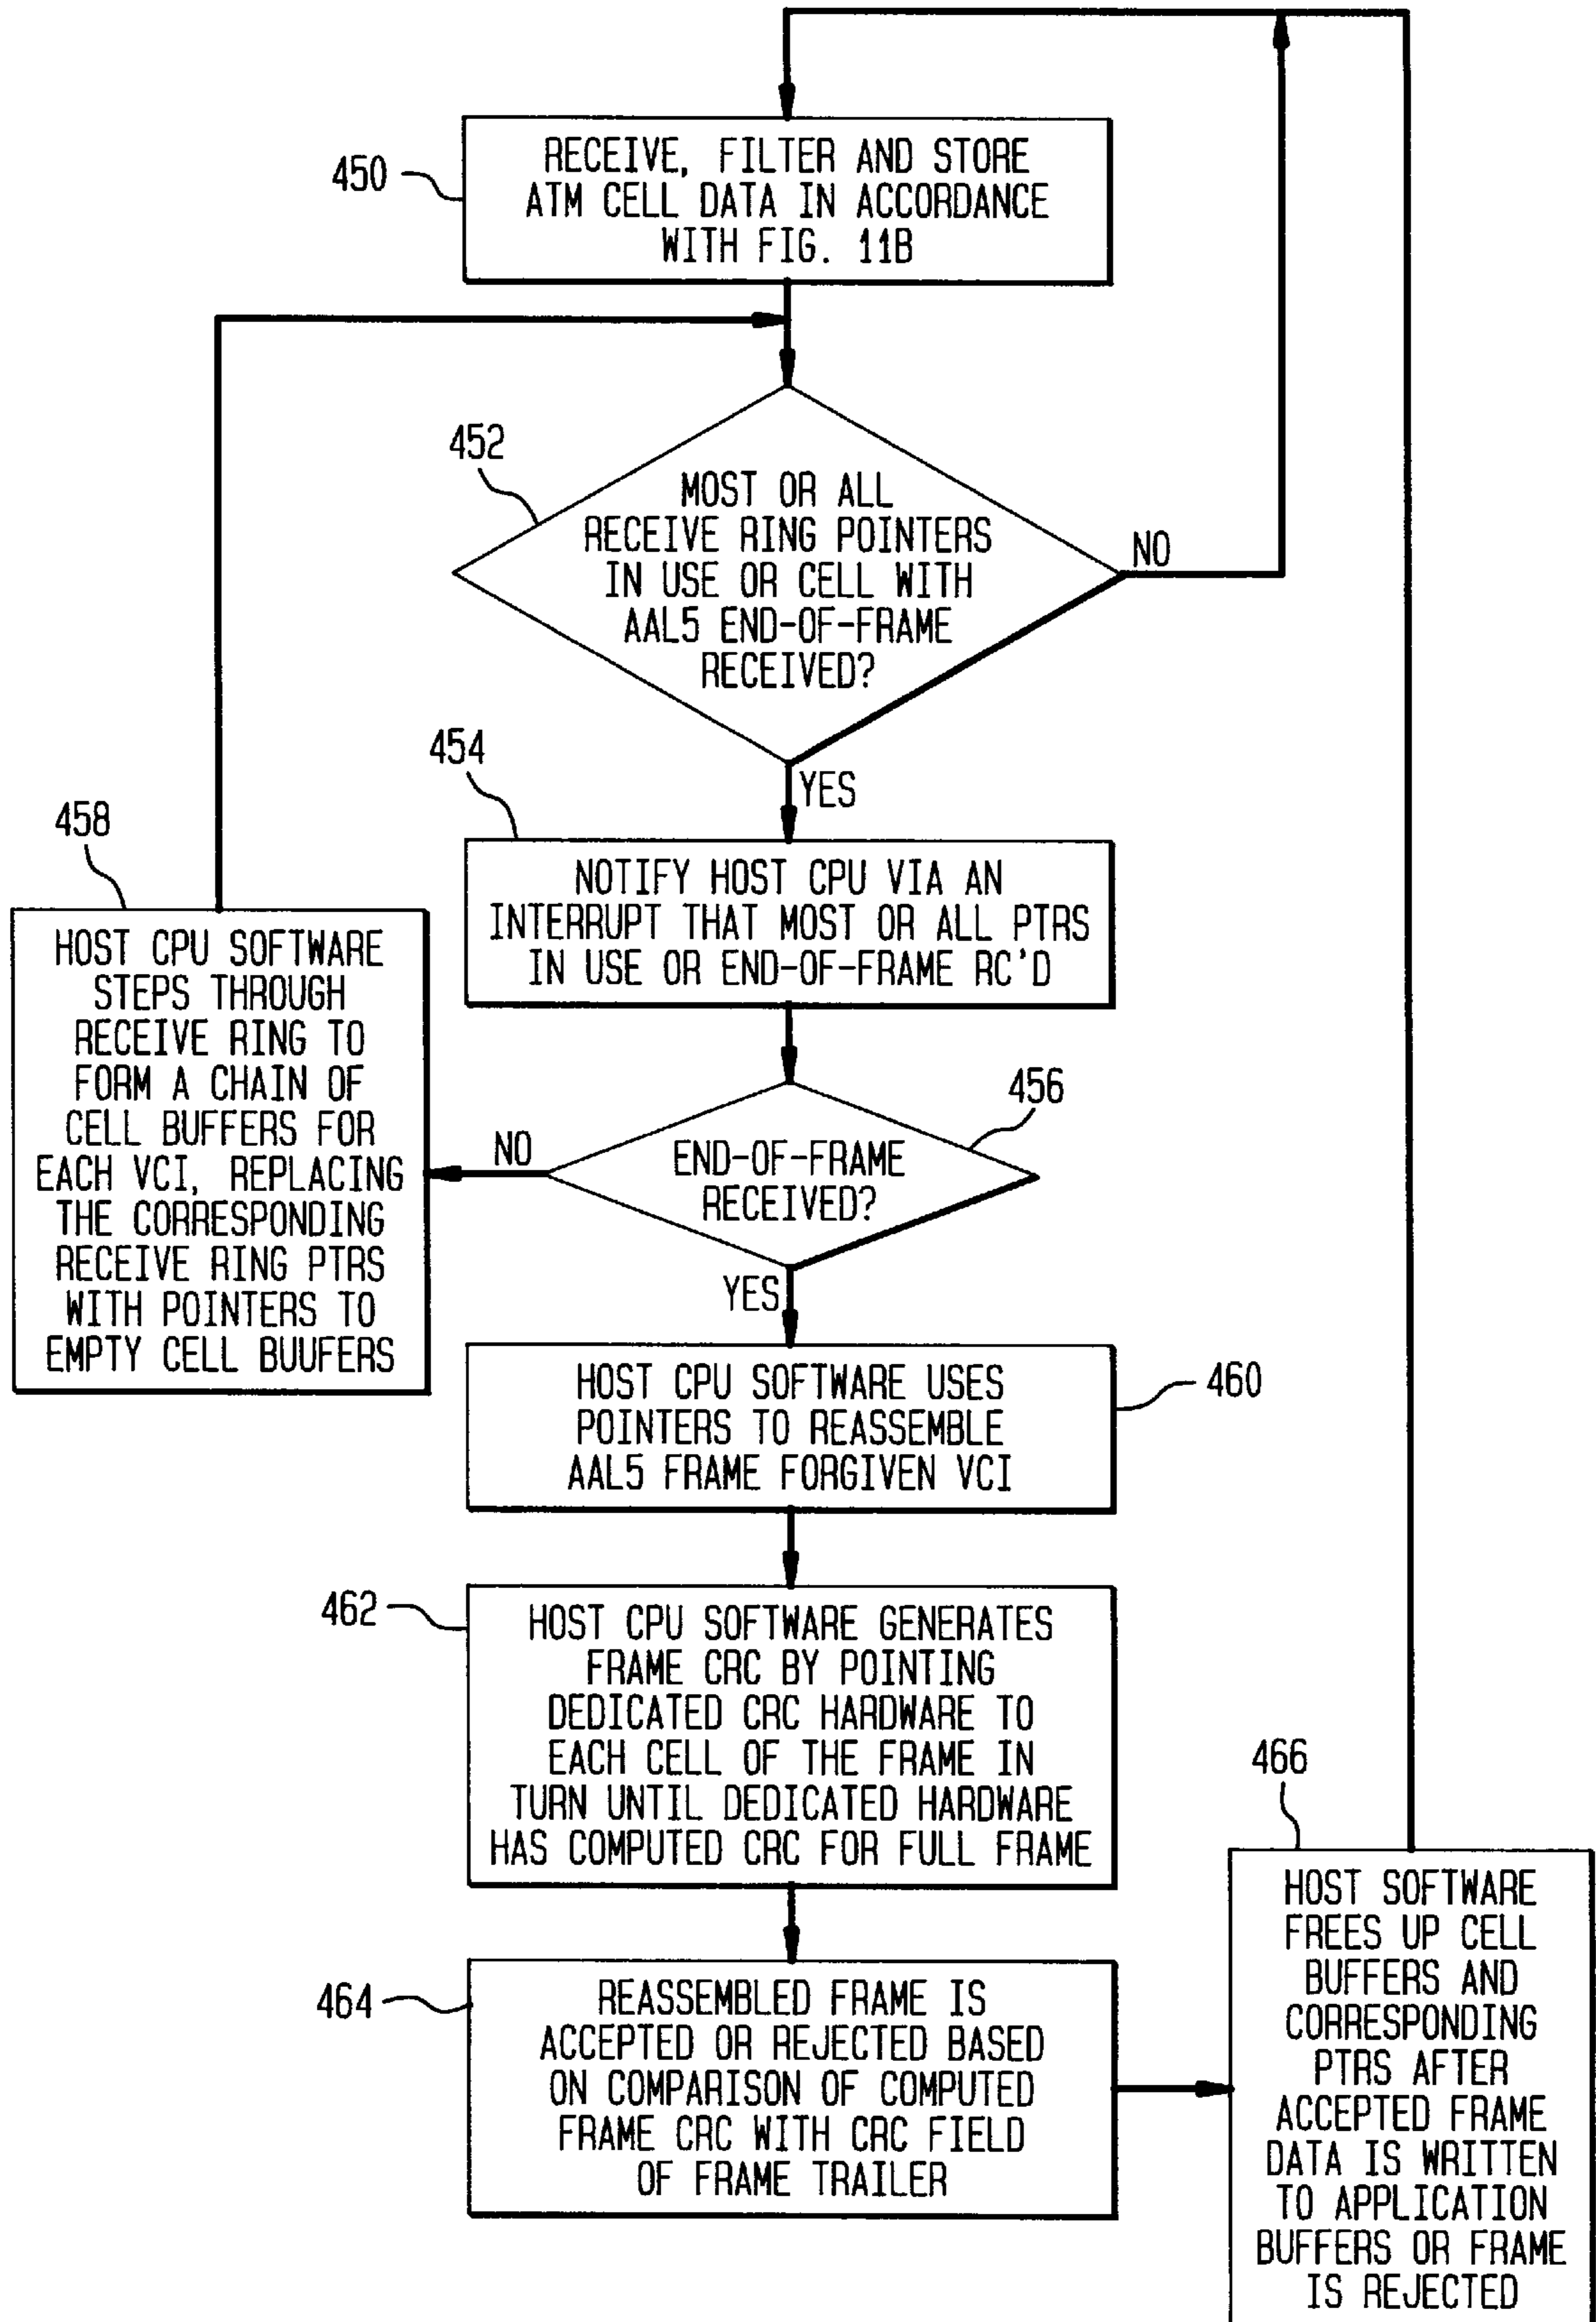 450
RECEIVE, FILTER AND STORE
ATM CELL DATA IN ACCORDANCE
WITH FIG. 11B
452
MOST OR ALL
RECEIVE RING POINTERS
IN USE OR CELL WITH
AAL5 END-OF-FRAME
RECEIVED?
NO
YES
454
NOTIFY HOST CPU VIA AN
INTERRUPT THAT MOST OR ALL PTRS
IN USE OR END-OF-FRAME RC'D
456
END-OF-FRAME
RECEIVED?
NO
YES
458
HOST CPU SOFTWARE
STEPS THROUGH
RECEIVE RING TO
FORM A CHAIN OF
CELL BUFFERS FOR
EACH VCI, REPLACING
THE CORRESPONDING
RECEIVE RING PTRS
WITH POINTERS TO
EMPTY CELL BUUFERS
460
HOST CPU SOFTWARE USES
POINTERS TO REASSEMBLE
AAL5 FRAME FORGIVEN VCI
462
HOST CPU SOFTWARE GENERATES
FRAME CRC BY POINTING
DEDICATED CRC HARDWARE TO
EACH CELL OF THE FRAME IN
TURN UNTIL DEDICATED HARDWARE
HAS COMPUTED CRC FOR FULL FRAME
464
REASSEMBLED FRAME IS
ACCEPTED OR REJECTED BASED
ON COMPARISON OF COMPUTED
FRAME CRC WITH CRC FIELD
OF FRAME TRAILER
466
HOST SOFTWARE
FREES UP CELL
BUFFERS AND
CORRESPONDING
PTRS AFTER
ACCEPTED FRAME
DATA IS WRITTEN
TO APPLICATION
BUFFERS OR FRAME
IS REJECTED